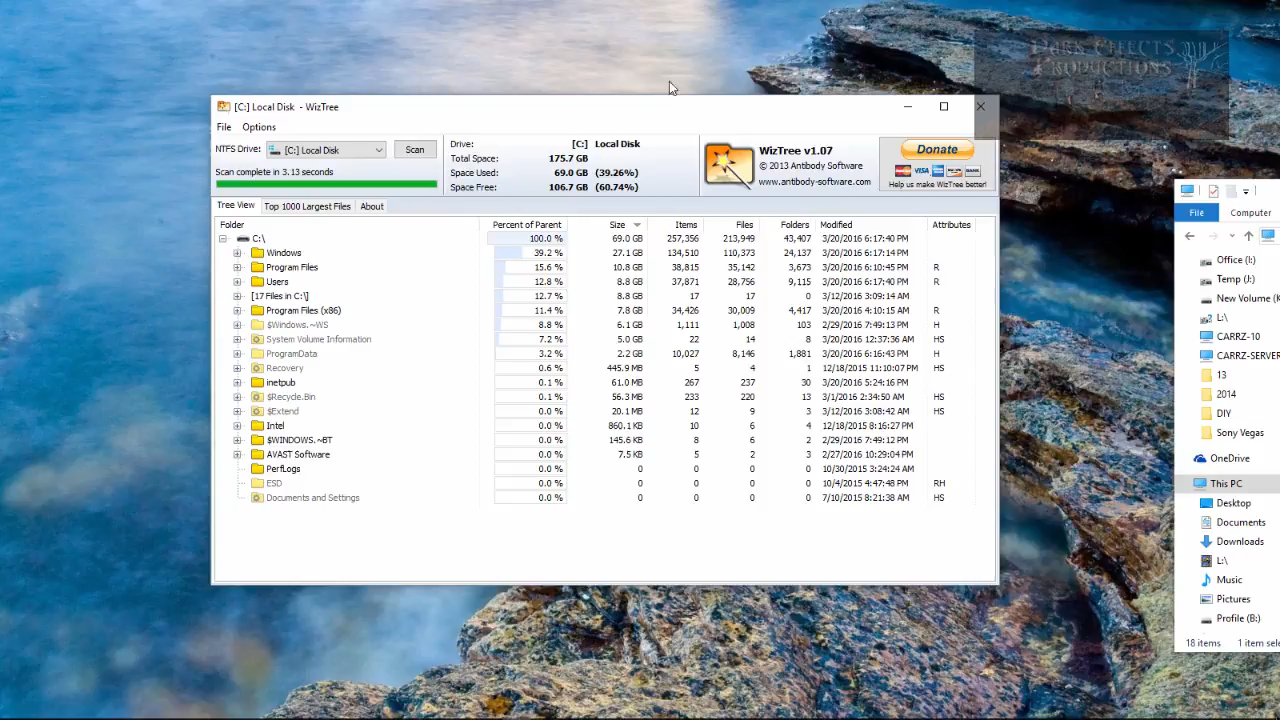 DARK EFFECTS
PRODUCTIONS
[C:] Local Disk - WizTree
File Options
NTFS Drive: [C:] Local Disk Scan
Scan complete in 3.13 seconds
Drive: [C:] Local Disk
Total Space: 175.7 GB
Space Used: 69.0 GB (39.26%)
Space Free: 106.7 GB (60.74%)
WizTree v1.07
© 2013 Antibody Software
www.antibody-software.com
Donate
VISA
Help us make WizTree better!
Tree View Top 1000 Largest Files About
Folder Percent of Parent Size Items Files Folders Modified Attributes
C:\ 100.0 % 69.0 GB 257,356 213,949 43,407 3/20/2016 6:17:40 PM
Windows 39.2 % 27.1 GB 134,510 110,373 24,137 3/20/2016 6:17:14 PM
Program Files 15.6 % 10.8 GB 38,815 35,142 3,673 3/20/2016 6:10:45 PM R
Users 12.8 % 8.8 GB 37,871 28,756 9,115 3/20/2016 6:17:40 PM R
[17 Files in C:\] 12.7 % 8.8 GB 17 17 0 3/12/2016 3:09:14 AM
Program Files (x86) 11.4 % 7.8 GB 34,426 30,009 4,417 3/20/2016 4:10:15 AM R
$Windows.~WS 8.8 % 6.1 GB 1,111 1,008 103 2/29/2016 7:49:13 PM H
System Volume Information 7.2 % 5.0 GB 22 14 8 3/20/2016 12:37:36 AM HS
ProgramData 3.2 % 2.2 GB 10,027 8,146 1,881 3/20/2016 6:16:43 PM H
Recovery 0.6 % 445.9 MB 5 4 1 12/18/2015 11:10:07 PM HS
inetpub 0.1 % 61.0 MB 267 237 30 3/20/2016 5:24:16 PM
$Recycle.Bin 0.1 % 56.3 MB 233 220 13 3/1/2016 2:34:50 AM HS
$Extend 0.0 % 20.1 MB 12 9 3 3/12/2016 3:08:42 AM HS
Intel 0.0 % 860.1 KB 10 6 4 12/18/2015 8:16:27 PM
$WINDOWS.~BT 0.0 % 145.6 KB 8 6 2 2/29/2016 7:49:12 PM
AVAST Software 0.0 % 7.5 KB 5 2 3 2/27/2016 10:29:04 PM
PerfLogs 0.0 % 0 0 0 0 10/30/2015 3:24:24 AM
ESD 0.0 % 0 0 0 0 10/4/2015 4:47:48 PM RH
Documents and Settings 0.0 % 0 0 0 0 7/10/2015 8:21:38 AM HS
File Computer
Office (I:)
Temp (J:)
New Volume (
L:\
CARRZ-10
CARRZ-SERVER
13
2014
DIY
Sony Vegas
OneDrive
This PC
Desktop
Documents
Downloads
L:\
Music
Pictures
Profile (B:)
18 items 1 item sele